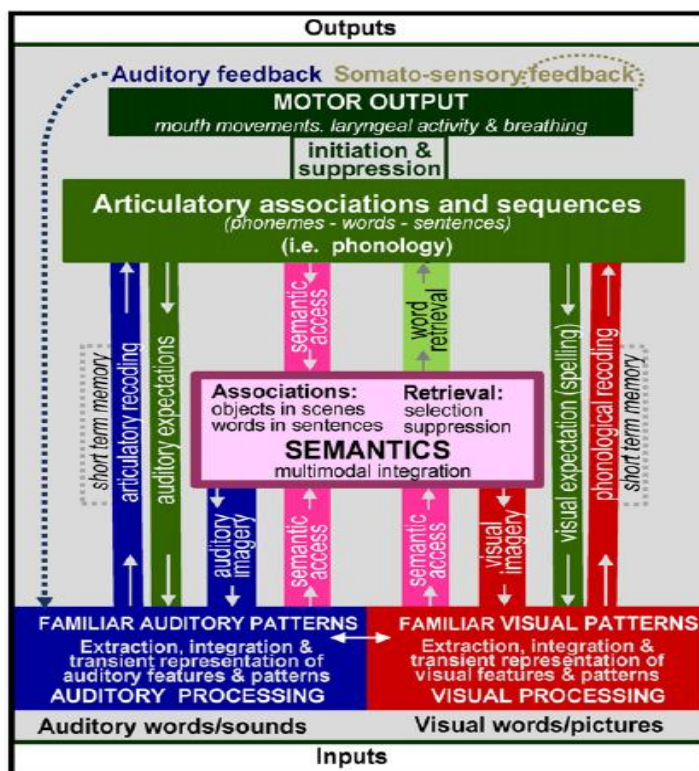 Outputs
Auditory feedback Somato-sensory feedback
MOTOR OUTPUT
mouth movements. laryngeal activity & breathing
initiation &
suppression
Articulatory associations and sequences
(phonemes - words - sentences)
(i.e. phonology)
short term memory
articulatory recoding
auditory expectations
semantic
access
word
retrieval
visual expectation (spelling)
phonological recoding
short term memory
Associations:
objects in scenes
words in sentences
Retrieval:
selection
suppression
SEMANTICS
multimodal integration
auditory
imagery
semantic
access
semantic
access
visual
imagery
FAMILIAR AUDITORY PATTERNS
Extraction, integration &
transient representation of
auditory features & patterns
AUDITORY PROCESSING
FAMILIAR VISUAL PATTERNS
Extraction, integration &
transient representation of
visual features & patterns
VISUAL PROCESSING
Auditory words/sounds
Visual words/pictures
Inputs